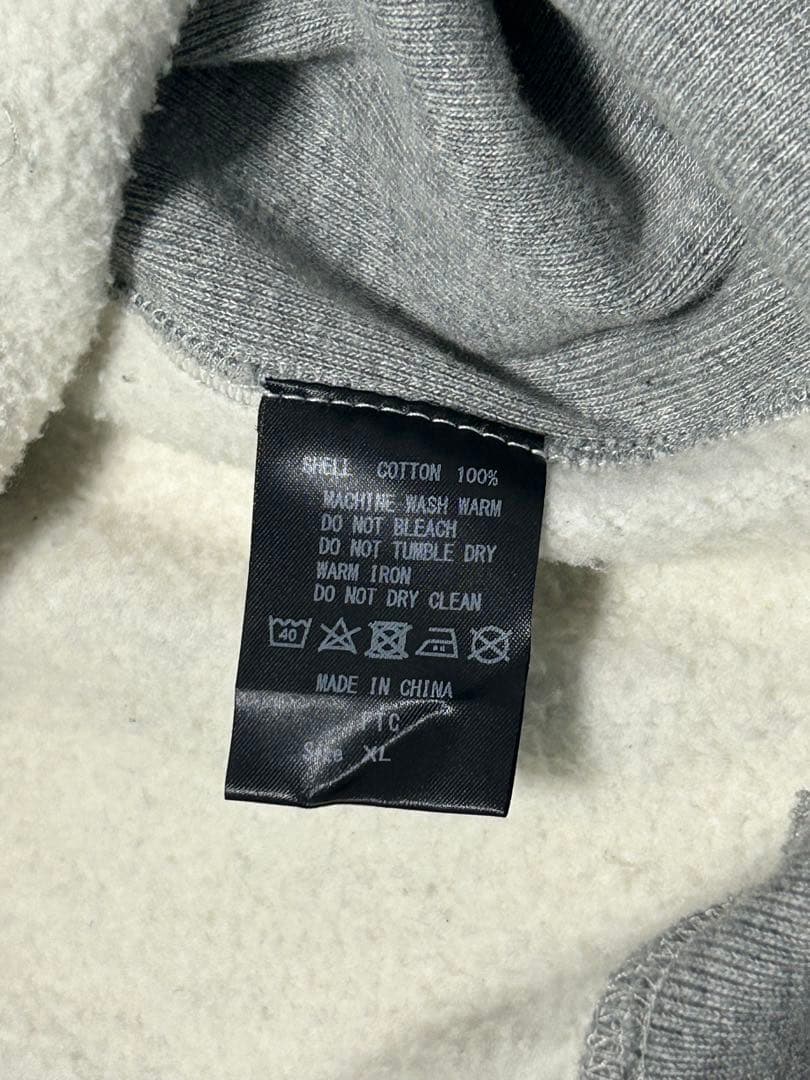 SHELL COTTON 100%
MACHINE WASH WARM
DO NOT BLEACH
DO NOT TUMBLE DRY
WARM IRON
DO NOT DRY CLEAN
40
MADE IN CHINA
PTC
Size XL